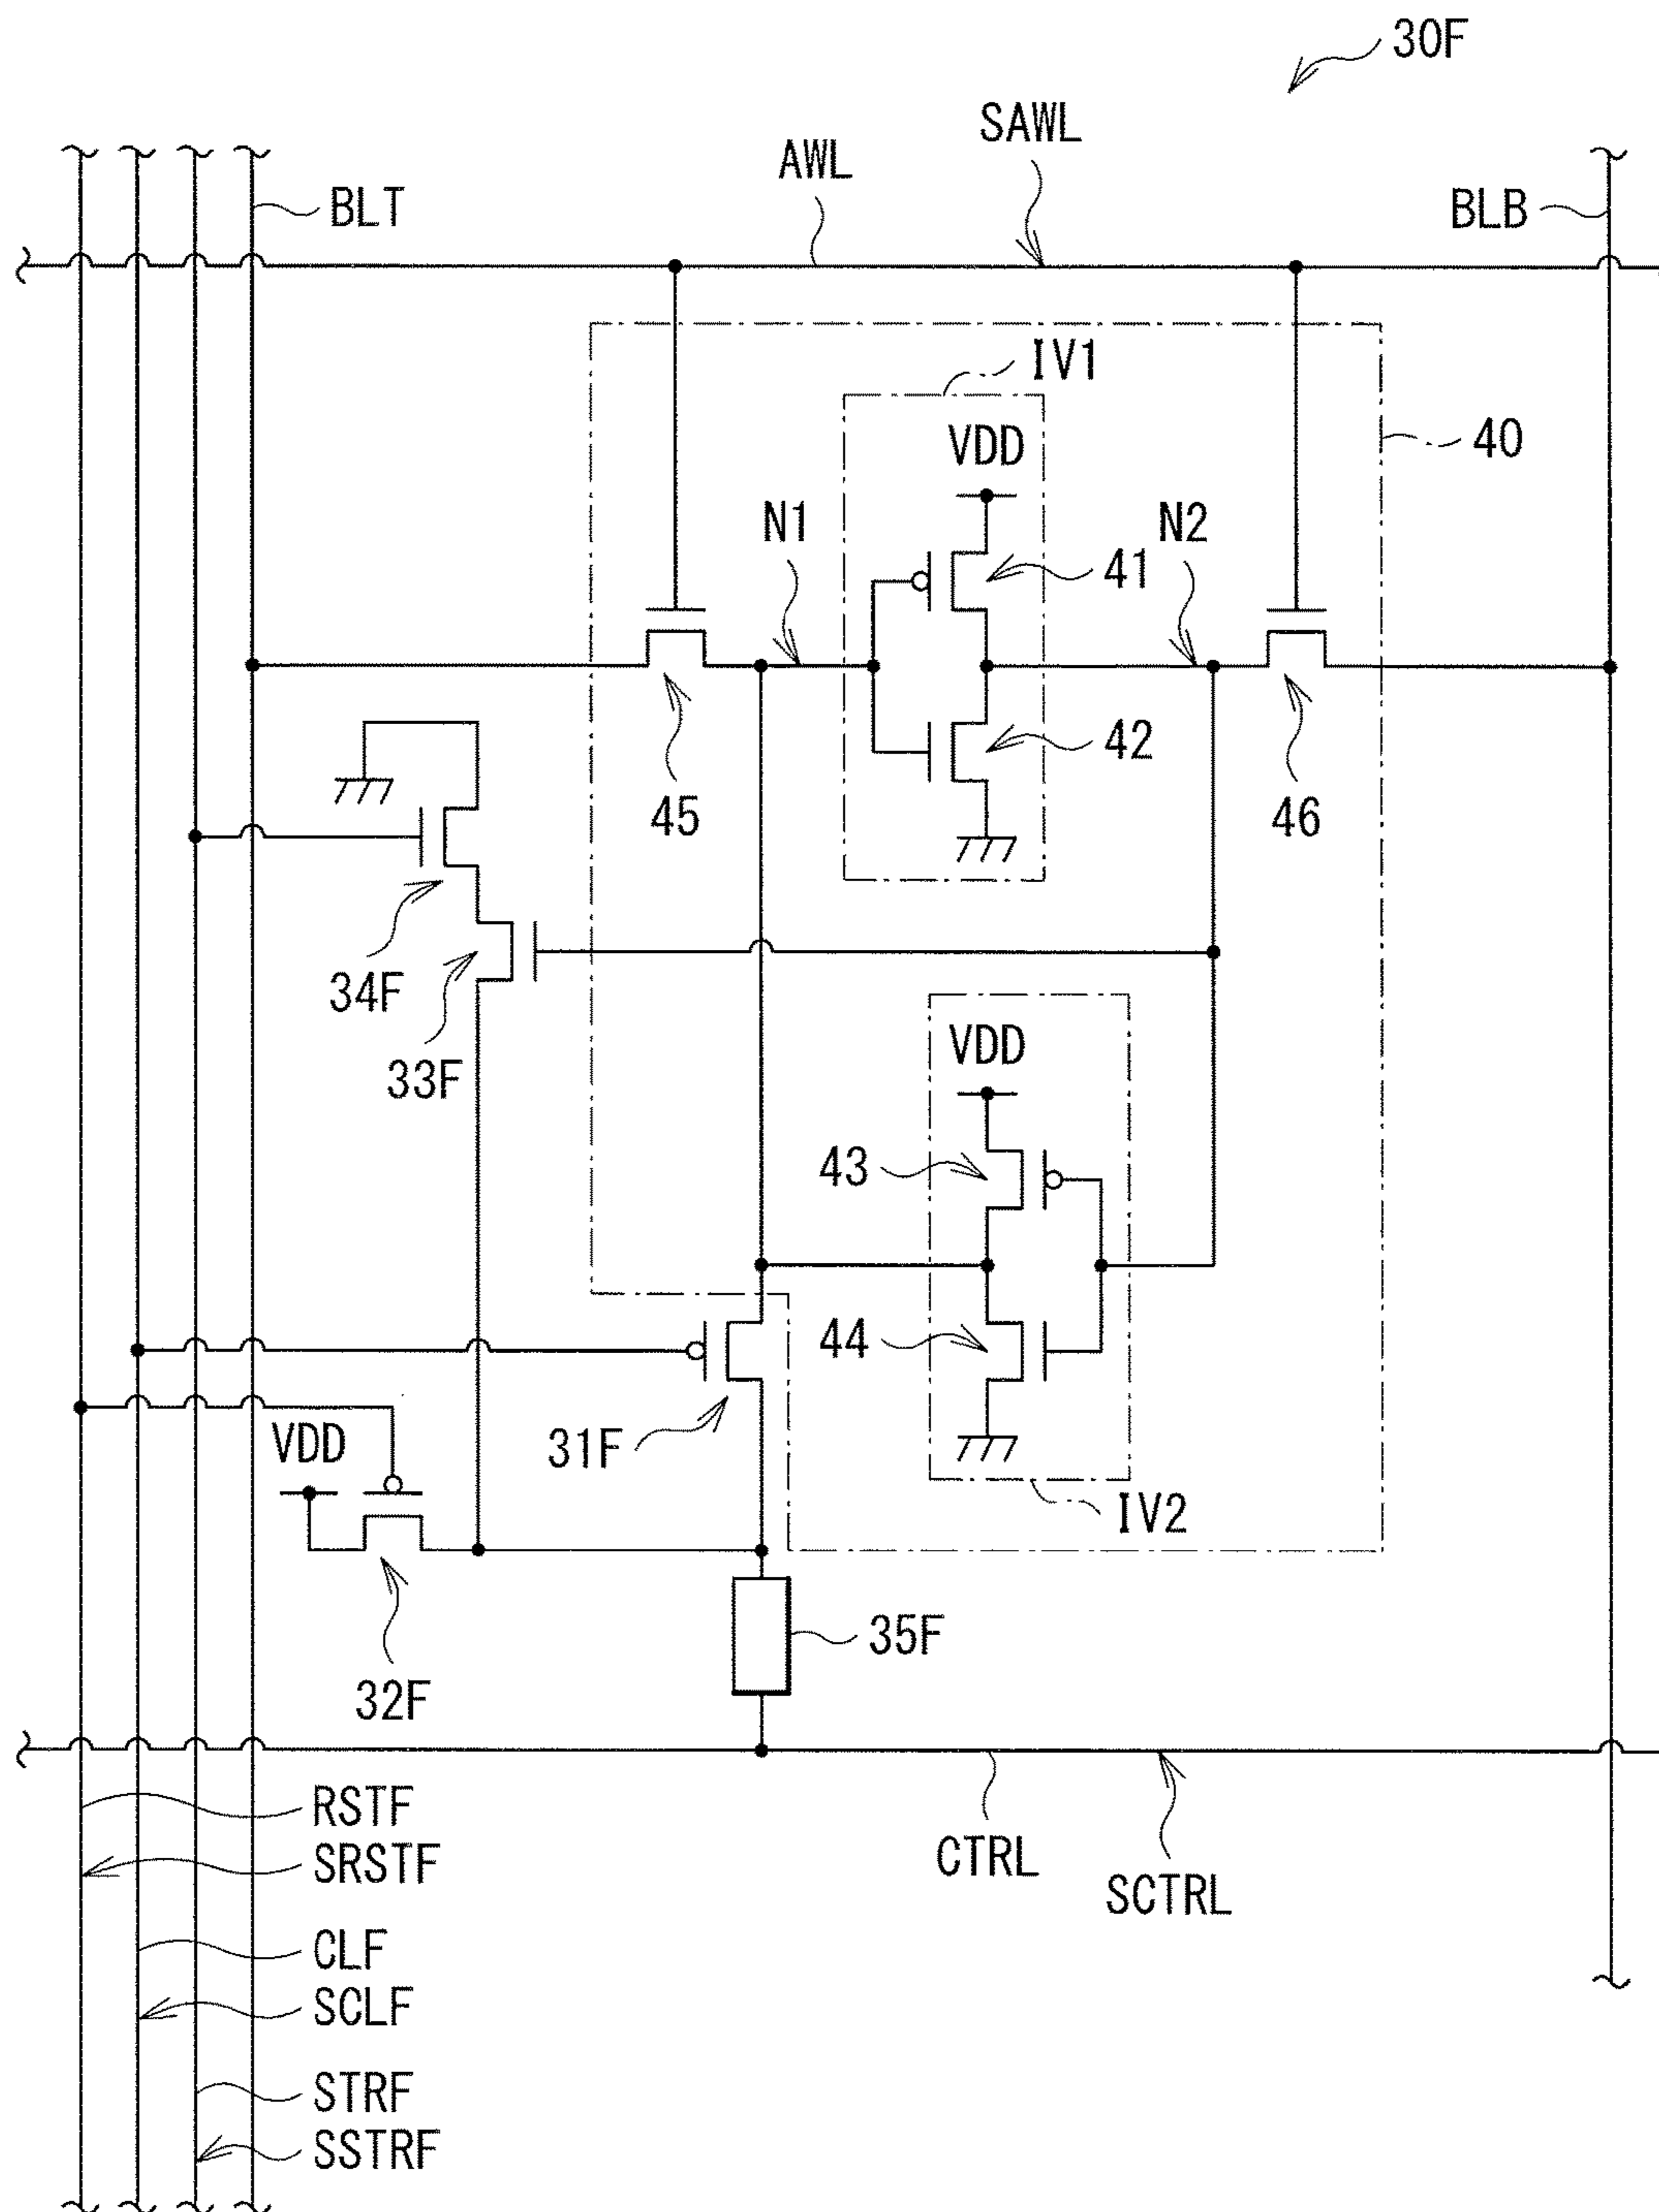 30F
SAWL
AWL
BLT
BLB
IV1
VDD
40
N1
N2
41
42
45
46
34F
33F
VDD
43
44
VDD
31F
IV2
35F
32F
RSTF
SRSTF
CTRL
SCTRL
CLF
SCLF
STRF
SSTRF